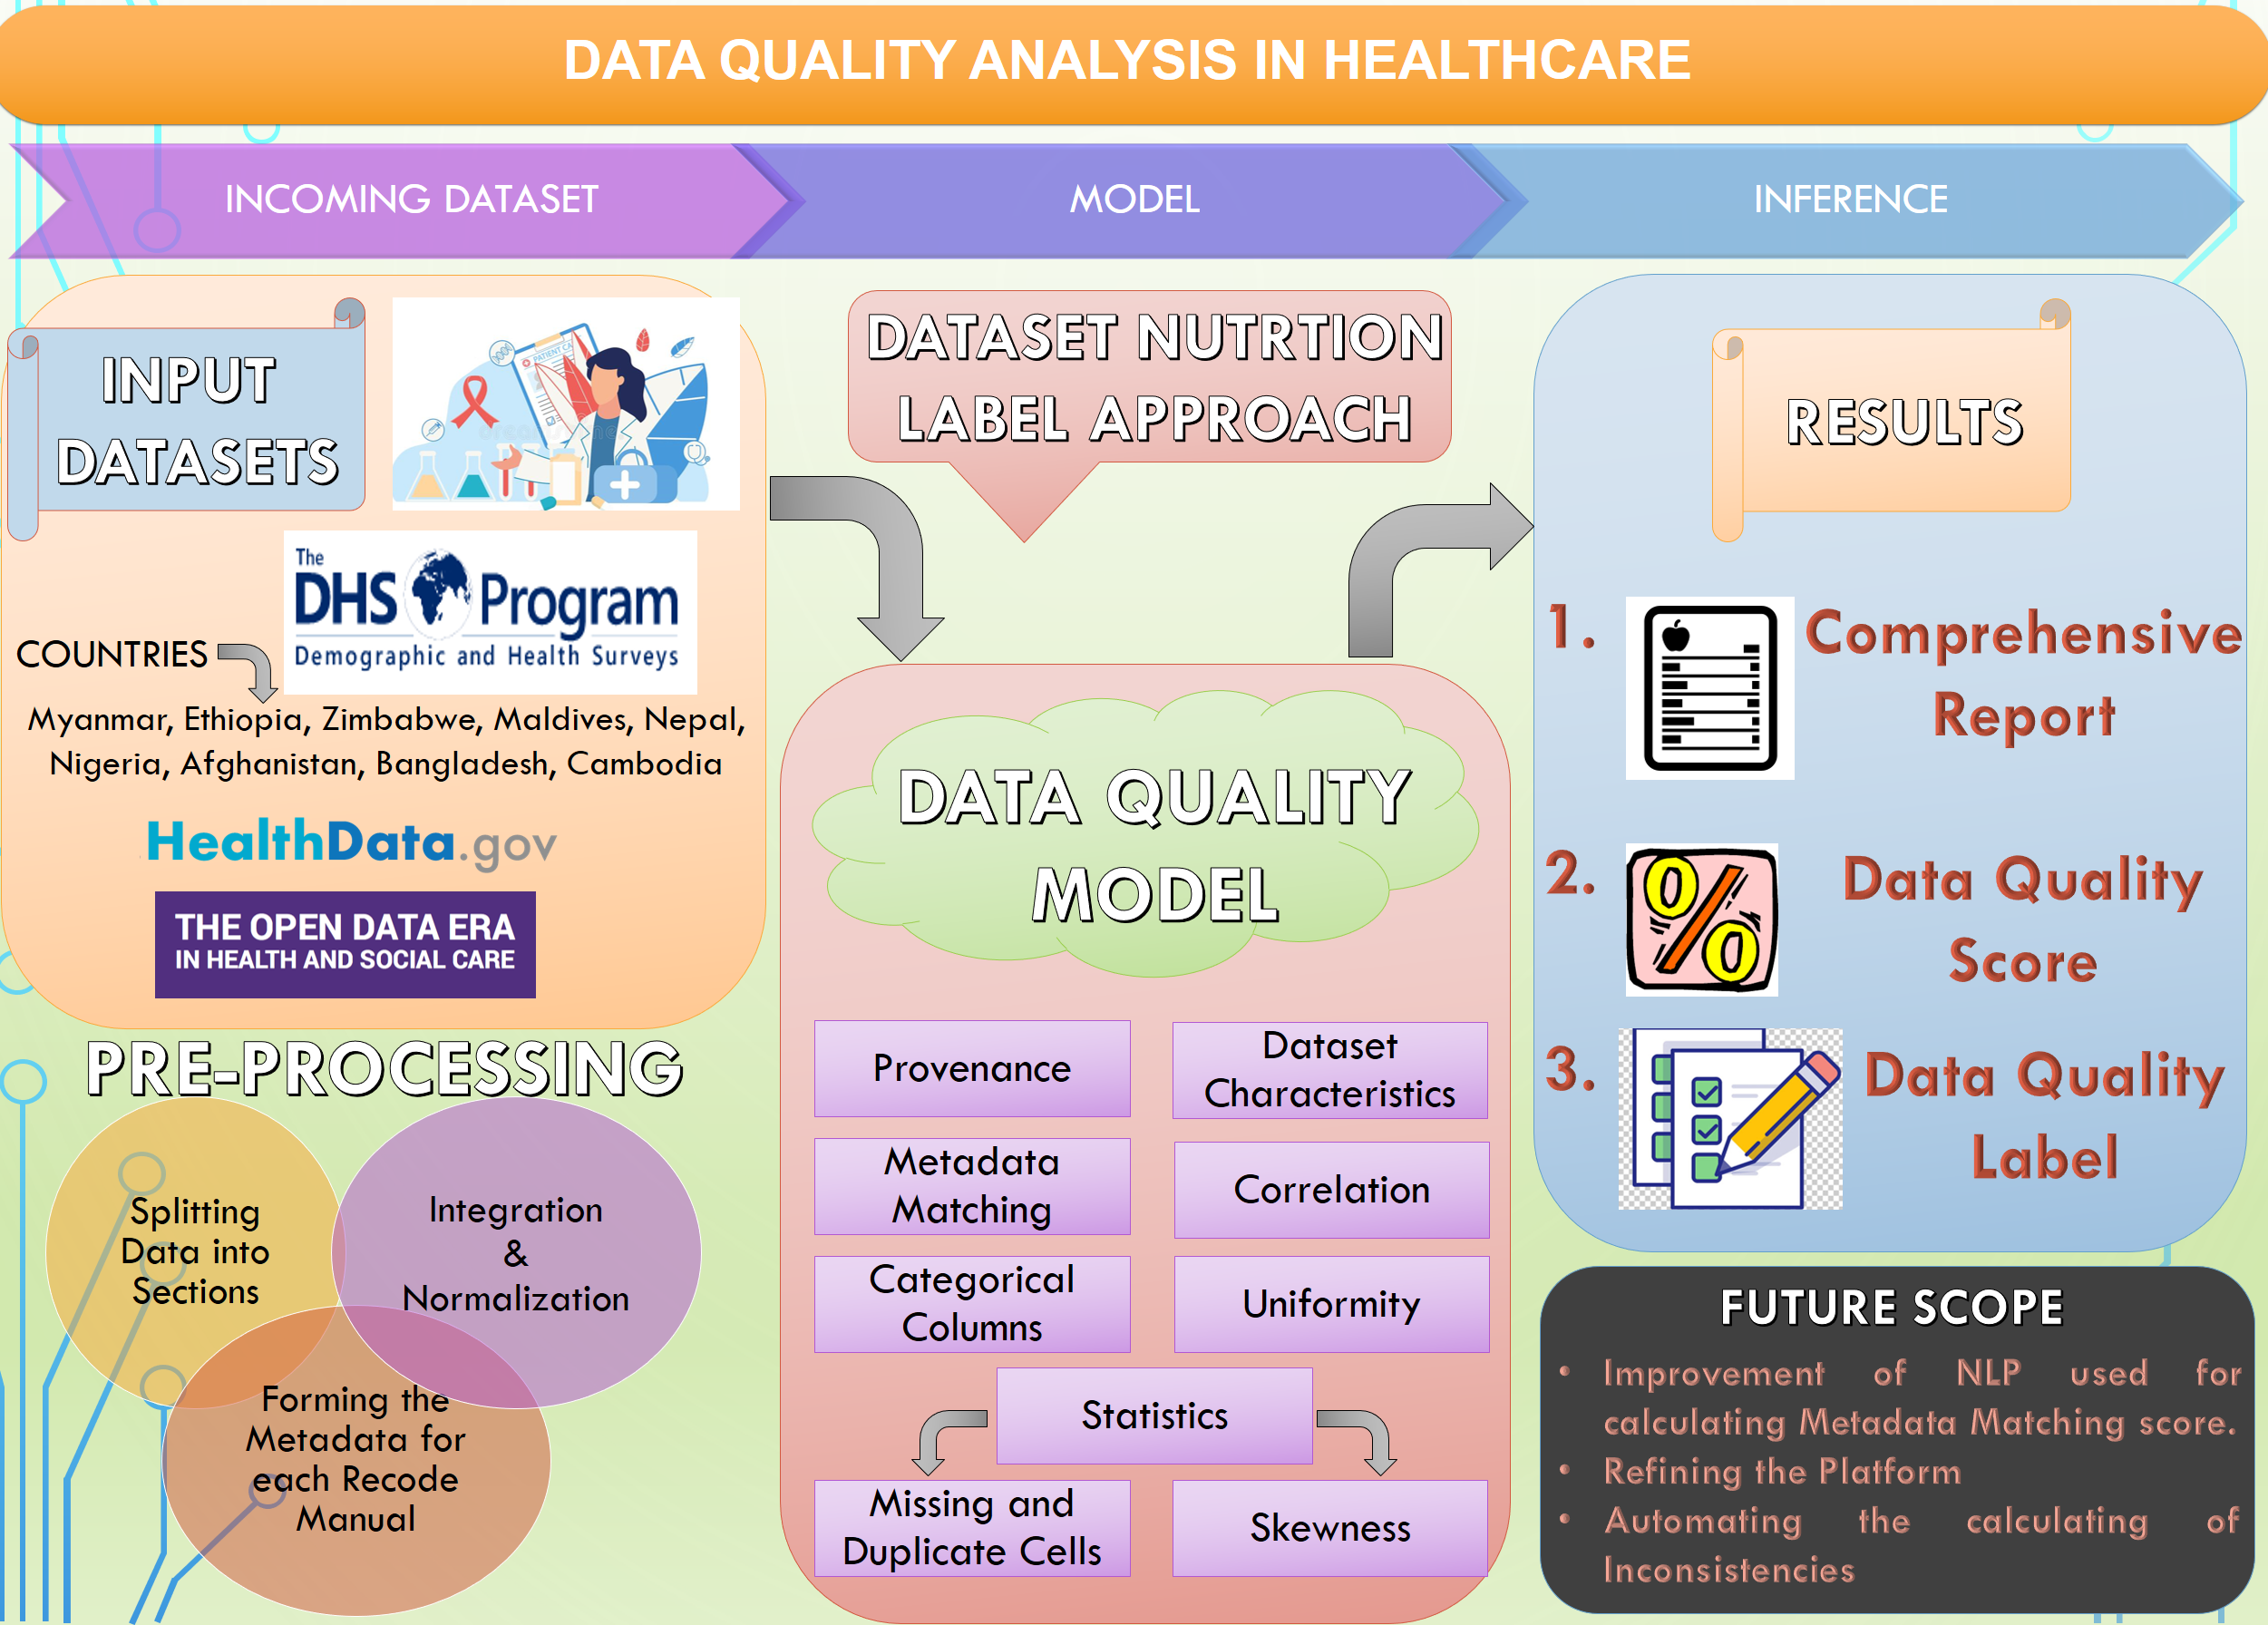 DATA QUALITY ANALYSIS IN HEALTHCARE
INCOMING DATASET
MODEL
INFERENCE
INPUT
DATASETS
PATIENT CA
The
DHS Program
Demographic and Health Surveys
COUNTRIES
Myanmar, Ethiopia, Zimbabwe, Maldives, Nepal,
Nigeria, Afghanistan, Bangladesh, Cambodia
HealthData.gov
THE OPEN DATA ERA
IN HEALTH AND SOCIAL CARE
PRE-PROCESSING
Splitting
Data into
Sections
Integration
&
Normalization
Forming the
Metadata for
each Recode
Manual
DATASET NUTRTION
LABEL APPROACH
DATA QUALITY
MODEL
Provenance
Dataset
Characteristics
Metadata
Matching
Correlation
Categorical
Columns
Uniformity
Statistics
Missing and
Duplicate Cells
Skewness
RESULTS
1. Comprehensive
Report
2. Data Quality
Score
3. Data Quality
Label
FUTURE SCOPE
• Improvement of NLP used for
calculating Metadata Matching score.
• Refining the Platform
• Automating the calculating of
Inconsistencies